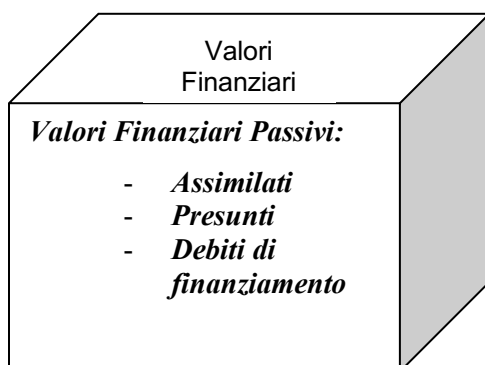 Valori
Finanziari
Valori Finanziari Passivi:
- Assimilati
- Presunti
- Debiti di
finanziamento